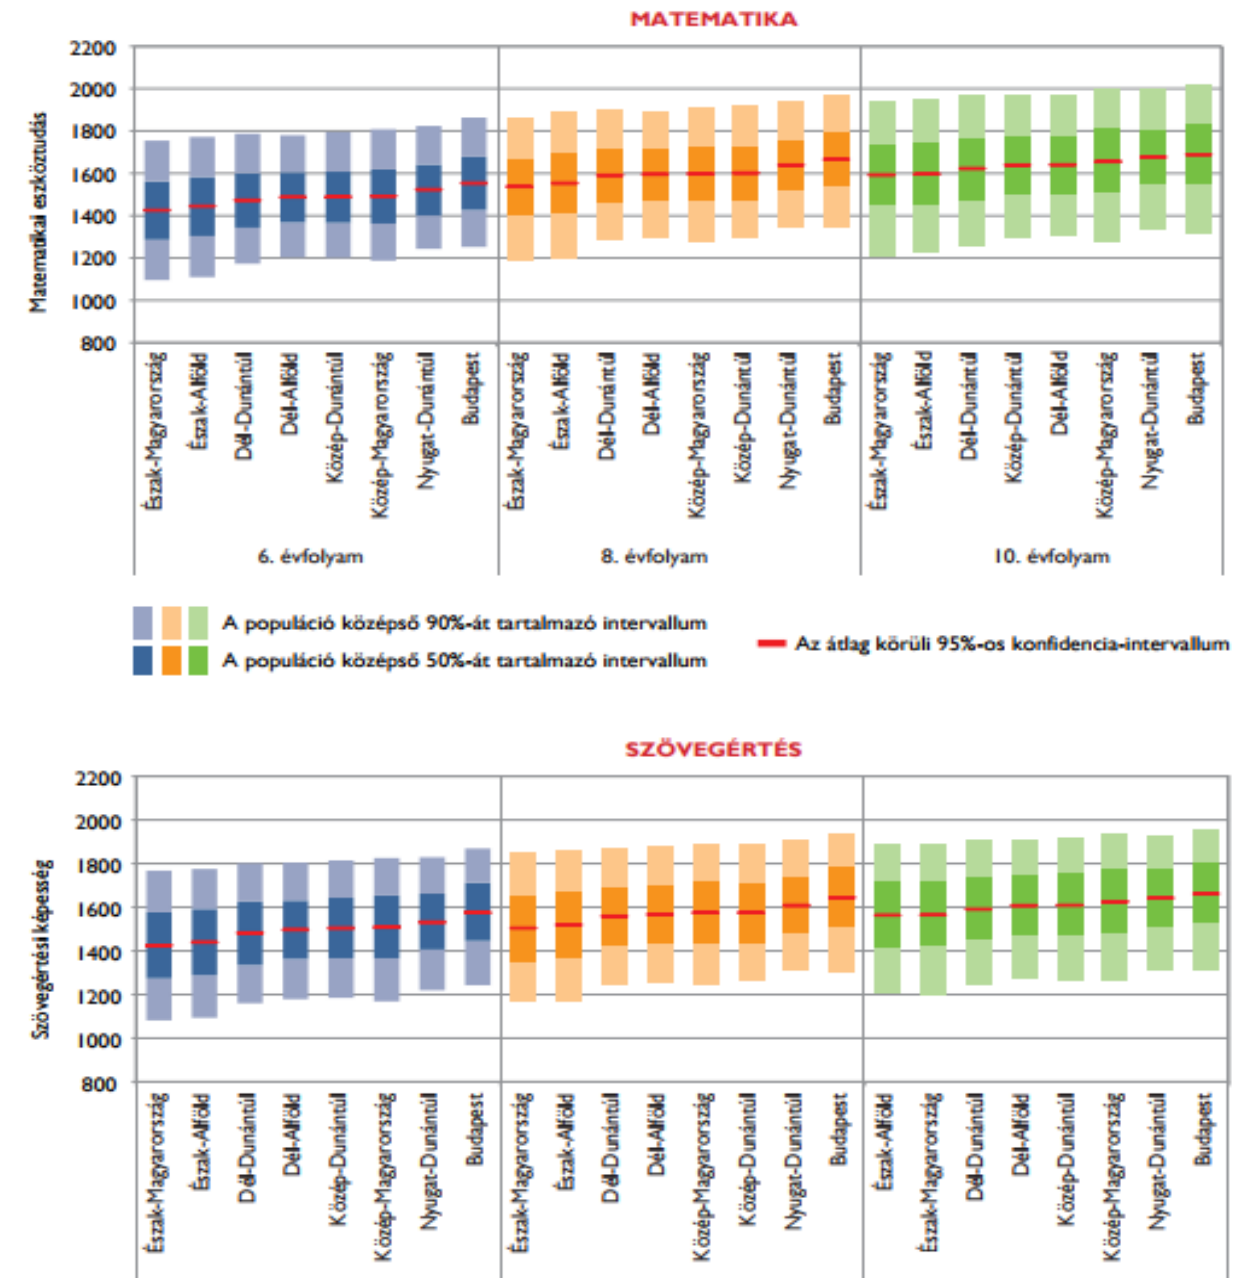 MATEMATIKA
Matematikai eszköztudás
2200
2000
1800
1600
1400
1200
1000
800
Észak-Magyarország
Észak-Alföld
Dél-Dunántúl
Dél-Alföld
Közép-Dunántúl
Közép-Magyarország
Nyugat-Dunántúl
Budapest
Észak-Magyarország
Észak-Alföld
Dél-Dunántúl
Dél-Alföld
Közép-Magyarország
Közép-Dunántúl
Nyugat-Dunántúl
Budapest
Észak-Magyarország
Észak-Alföld
Dél-Dunántúl
Közép-Dunántúl
Dél-Alföld
Közép-Magyarország
Nyugat-Dunántúl
Budapest
6. évfolyam
8. évfolyam
10. évfolyam
A populáció középső 90%-át tartalmazó intervallum
A populáció középső 50%-át tartalmazó intervallum
Az átlag körüli 95%-os konfidencia-intervallum
SZÖVEGÉRTÉS
Szövegértési képesség
2200
2000
1800
1600
1400
1200
1000
800
Észak-Magyarország
Észak-Alföld
Dél-Dunántúl
Dél-Alföld
Közép-Dunántúl
Közép-Magyarország
Nyugat-Dunántúl
Budapest
Észak-Magyarország
Észak-Alföld
Dél-Dunántúl
Dél-Alföld
Közép-Magyarország
Közép-Dunántúl
Nyugat-Dunántúl
Budapest
Észak-Alföld
Észak-Magyarország
Dél-Dunántúl
Dél-Alföld
Közép-Dunántúl
Közép-Magyarország
Nyugat-Dunántúl
Budapest